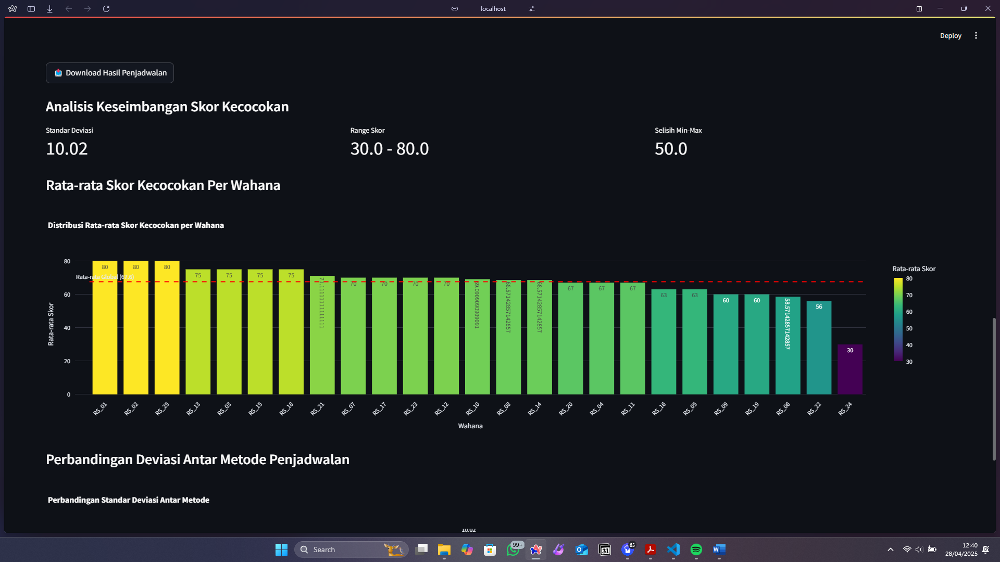 localhost
Deploy
Download Hasil Penjadwalan
Analisis Keseimbangan Skor Kecocokan
Standar Deviasi
10.02
Range Skor
30.0 - 80.0
Selisih Min-Max
50.0
Rata-rata Skor Kecocokan Per Wahana
Distribusi Rata-rata Skor Kecocokan per Wahana
Rata-rata Skor
80
60
40
20
0
Rata-rata Global (67.6)
80
80
80
75
75
75
75
71.11111111111111
70
70
70
70
69.0909090909091
68.57142857142857
68.57142857142857
67
67
67
63
63
60
60
58.57142857142857
56
30
RS_01
RS_02
RS_25
RS_13
RS_03
RS_15
RS_18
RS_21
RS_07
RS_17
RS_23
RS_12
RS_10
RS_08
RS_14
RS_20
RS_04
RS_11
RS_16
RS_05
RS_09
RS_19
RS_06
RS_22
RS_24
Wahana
Rata-rata Skor
80
70
60
50
40
30
Perbandingan Deviasi Antar Metode Penjadwalan
Perbandingan Standar Deviasi Antar Metode
10.02
Search
99+
31
65
12:40
28/04/2025